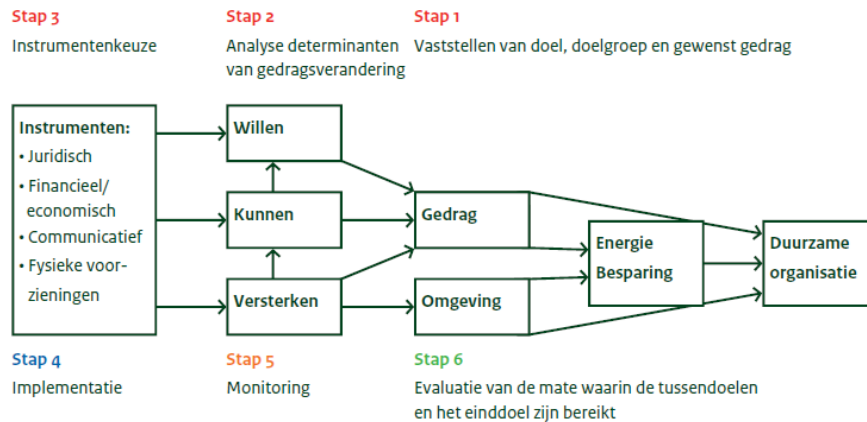 Stap 3
Instrumentenkeuze
Stap 2
Analyse determinanten
van gedragsverandering
Stap 1
Vaststellen van doel, doelgroep en gewenst gedrag
Instrumenten:
• Juridisch
• Financieel/
economisch
• Communicatief
• Fysieke voor-
zieningen
Willen
Kunnen
Versterken
Gedrag
Omgeving
Energie
Besparing
Duurzame
organisatie
Stap 4
Implementatie
Stap 5
Monitoring
Stap 6
Evaluatie van de mate waarin de tussendoelen
en het einddoel zijn bereikt